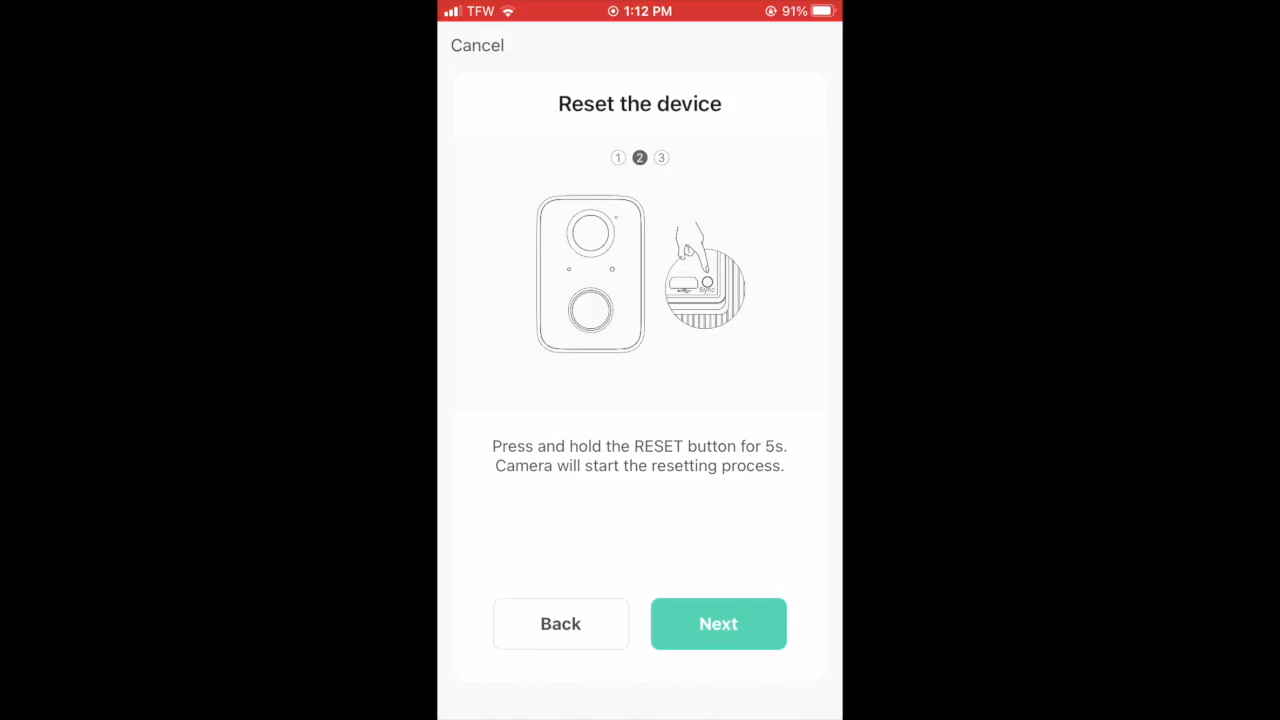 TFW 1:12 PM 91%
Cancel
Reset the device
1 2 3
Sync
Press and hold the RESET button for 5s.
Camera will start the resetting process.
Back Next